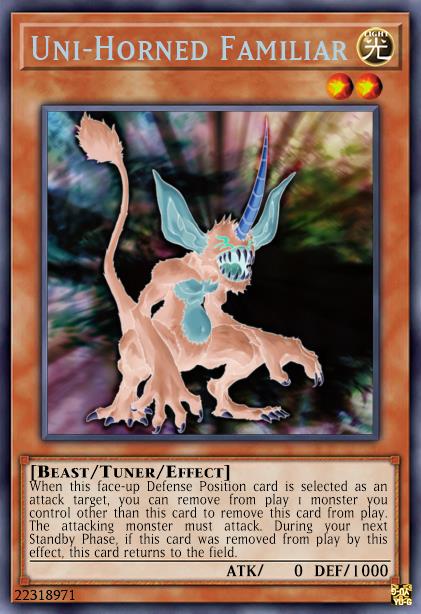 UNI-HORNED FAMILIAR
LIGHT
光
[BEAST/TUNER/EFFECT]
When this face-up Defense Position card is selected as an
attack target, you can remove from play 1 monster you
control other than this card to remove this card from play.
The attacking monster must attack. During your next
Standby Phase, if this card was removed from play by this
effect, this card returns to the field.
ATK/ 0 DEF/1000
22318971